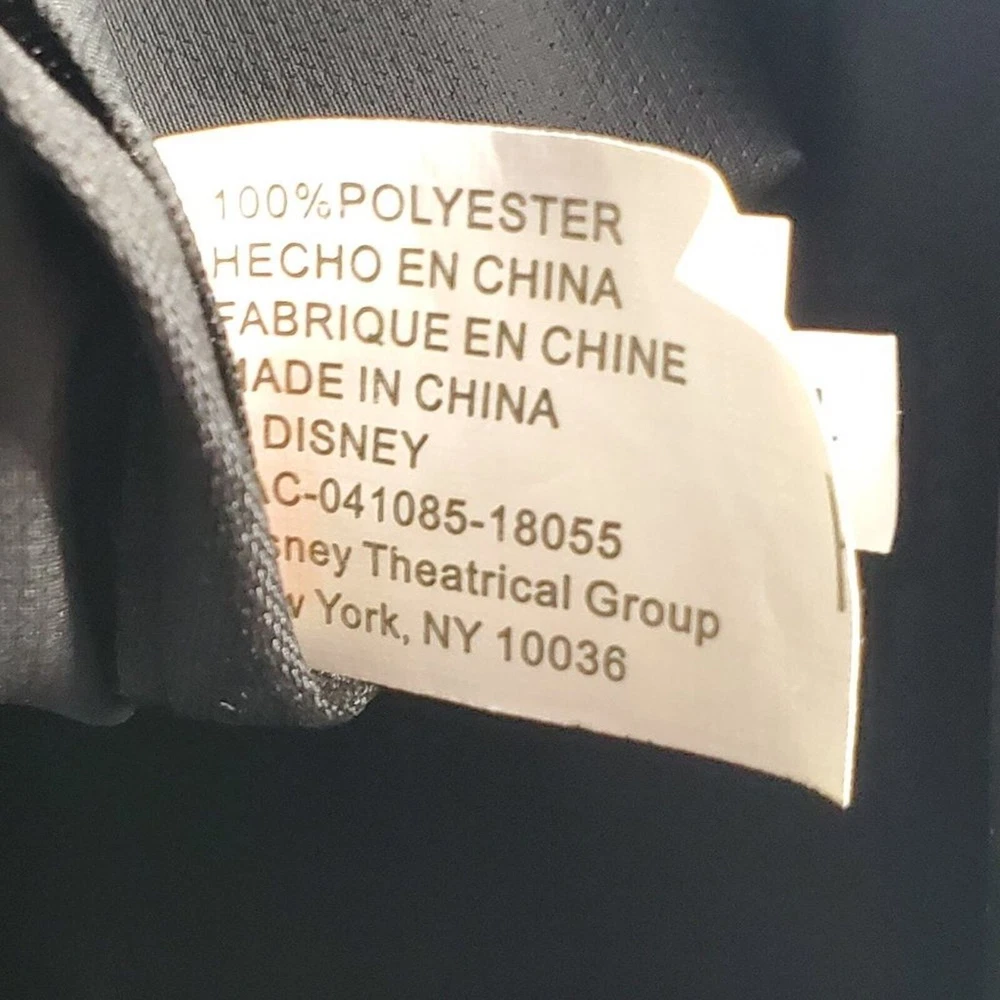 100%POLYESTER
HECHO EN CHINA
FABRIQUE EN CHINE
MADE IN CHINA
DISNEY
AC-041085-18055
sney Theatrical Group
w York, NY 10036